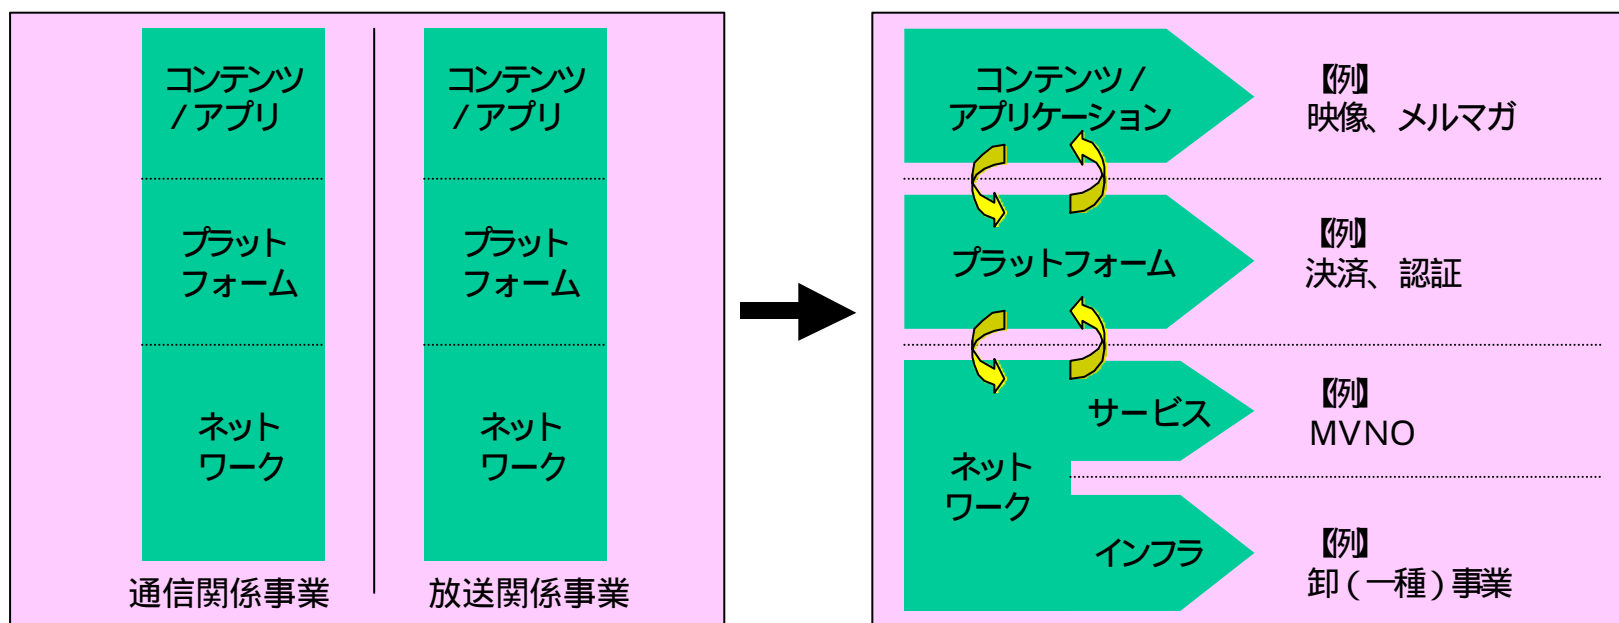 コンテンツ
/アプリ
プラット
フォーム
ネット
ワーク
通信関係事業
コンテンツ
/アプリ
プラット
フォーム
ネット
ワーク
放送関係事業
コンテンツ/
アプリケーション
【例】
映像、メルマガ
プラットフォーム
【例】
決済、認証
ネット
ワーク
サービス
【例】
MVNO
インフラ
【例】
卸(一種)事業